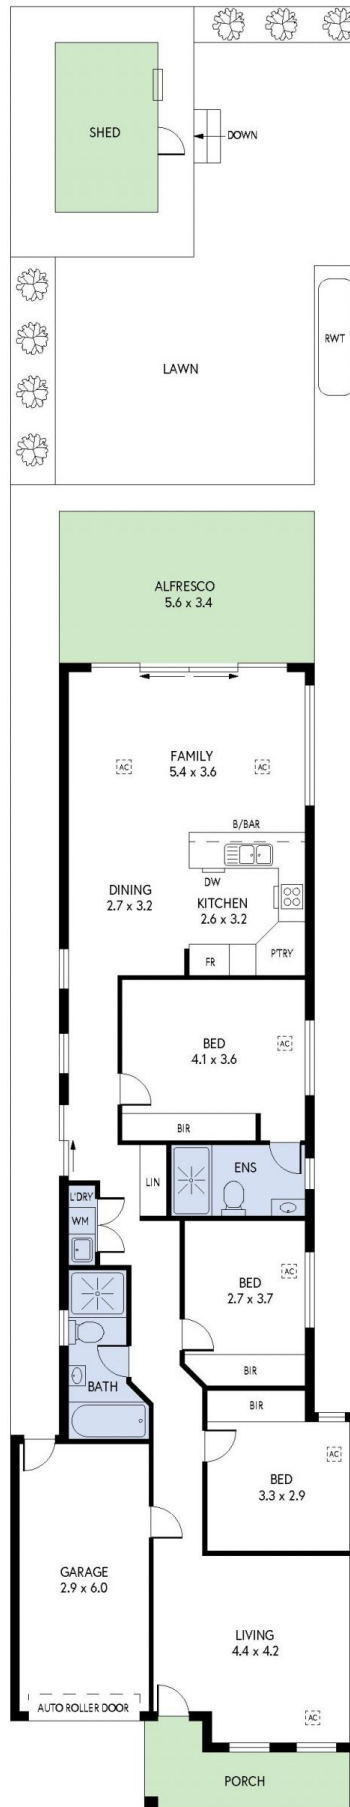 SHED
DOWN
RWT
LAWN
ALFRESCO
5.6 x 3.4
FAMILY
5.4 x 3.6
AC
AC
B/BAR
DW
DINING
2.7 x 3.2
KITCHEN
2.6 x 3.2
FR
P'TRY
BED
4.1 x 3.6
AC
BIR
ENS
LIN
L'DRY
WM
BED
2.7 x 3.7
AC
BIR
BATH
BIR
AC
BED
3.3 x 2.9
GARAGE
2.9 x 6.0
LIVING
4.4 x 4.2
AUTO ROLLER DOOR
AC
PORCH